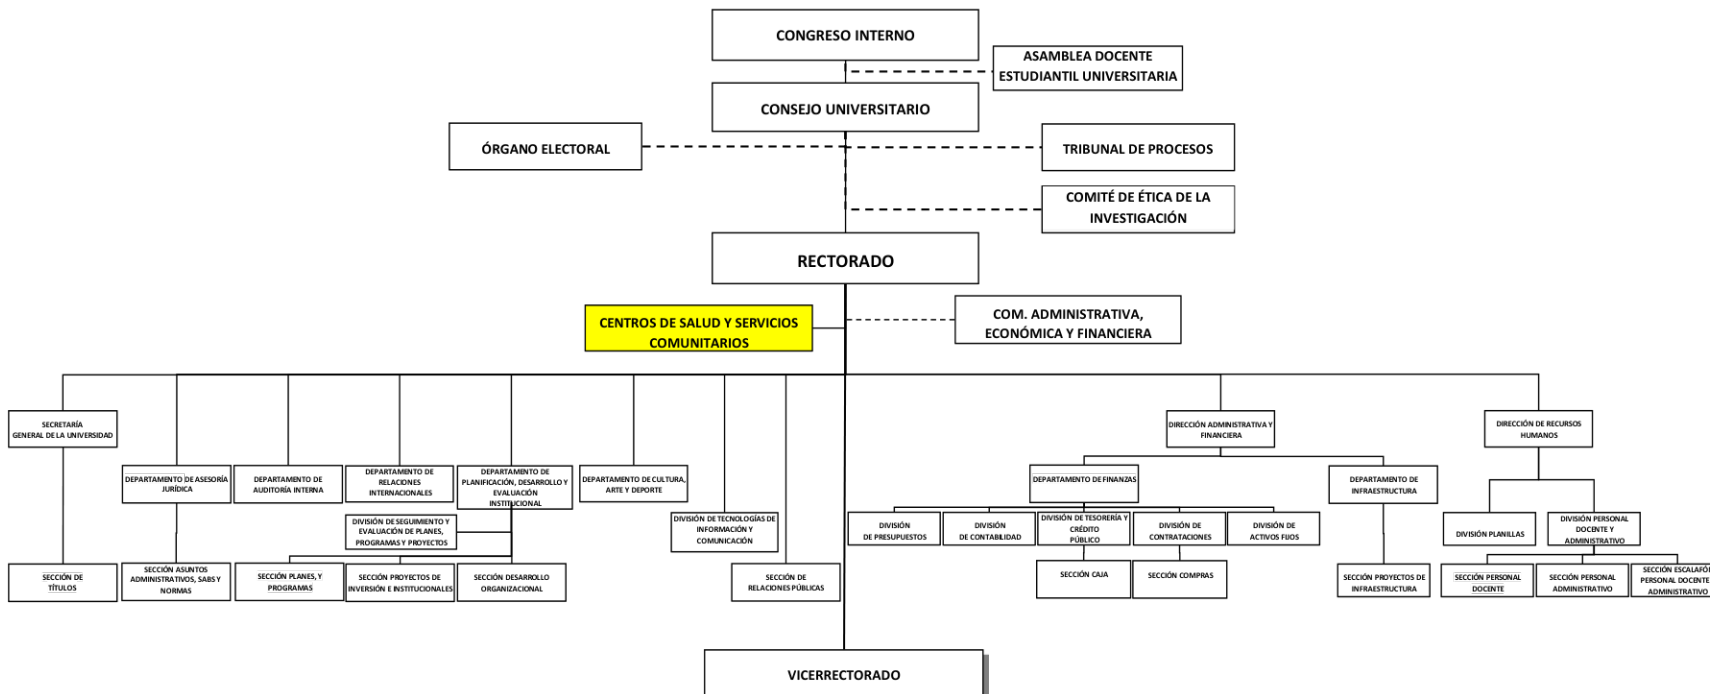 CONGRESO INTERNO
ASAMBLEA DOCENTE
ESTUDIANTIL UNIVERSITARIA
CONSEJO UNIVERSITARIO
ÓRGANO ELECTORAL
TRIBUNAL DE PROCESOS
COMITÉ DE ÉTICA DE LA
INVESTIGACIÓN
RECTORADO
CENTROS DE SALUD Y SERVICIOS
COMUNITARIOS
COM. ADMINISTRATIVA,
ECONÓMICA Y FINANCIERA
SECRETARÍA
GENERAL DE LA UNIVERSIDAD
DIRECCIÓN ADMINISTRATIVA Y
FINANCIERA
DIRECCIÓN DE RECURSOS
HUMANOS
DEPARTAMENTO DE ASESORÍA
JURÍDICA
DEPARTAMENTO DE
AUDITORÍA INTERNA
DEPARTAMENTO DE
RELACIONES
INTERNACIONALES
DEPARTAMENTO DE
PLANIFICACIÓN, DESARROLLO Y
EVALUACIÓN
INSTITUCIONAL
DEPARTAMENTO DE CULTURA,
ARTE Y DEPORTE
DEPARTAMENTO DE FINANZAS
DEPARTAMENTO DE
INFRAESTRUCTURA
DIVISIÓN DE SEGUIMIENTO Y
EVALUACIÓN DE PLANES,
PROGRAMAS Y PROYECTOS
DIVISIÓN DE TECNOLOGÍAS DE
INFORMACIÓN Y
COMUNICACIÓN
DIVISIÓN
DE PRESUPUESTOS
DIVISIÓN
DE CONTABILIDAD
DIVISIÓN DE TESORERÍA Y
CRÉDITO
PÚBLICO
DIVISIÓN DE
CONTRATACIONES
DIVISIÓN DE
ACTIVOS FIJOS
DIVISIÓN PLANILLAS
DIVISIÓN PERSONAL
DOCENTE Y
ADMINISTRATIVO
SECCIÓN DE
TÍTULOS
SECCIÓN ASUNTOS
ADMINISTRATIVOS, SABS Y
NORMAS
SECCIÓN PLANES, Y
PROGRAMAS
SECCIÓN PROYECTOS DE
INVERSIÓN E INSTITUCIONALES
SECCIÓN DESARROLLO
ORGANIZACIONAL
SECCIÓN DE
RELACIONES PÚBLICAS
SECCIÓN CAJA
SECCIÓN COMPRAS
SECCIÓN PROYECTOS DE
INFRAESTRUCTURA
SECCIÓN PERSONAL
DOCENTE
SECCIÓN PERSONAL
ADMINISTRATIVO
SECCIÓN ESCALAFÓN
PERSONAL DOCENTE
ADMINISTRATIVO
VICERRECTORADO